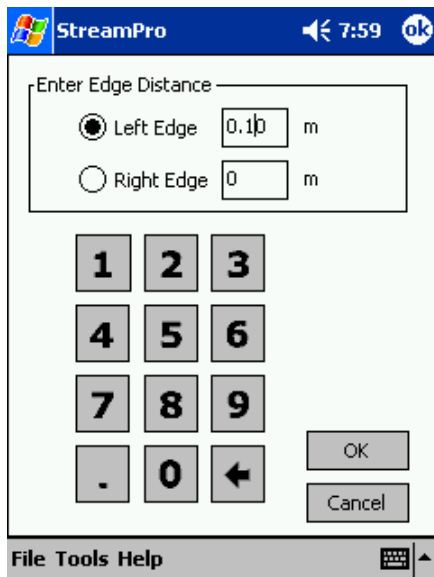 StreamPro 7:59 ok
Enter Edge Distance
Left Edge 0.10 m
Right Edge 0 m
1 2 3
4 5 6
7 8 9
. 0
OK
Cancel
File Tools Help